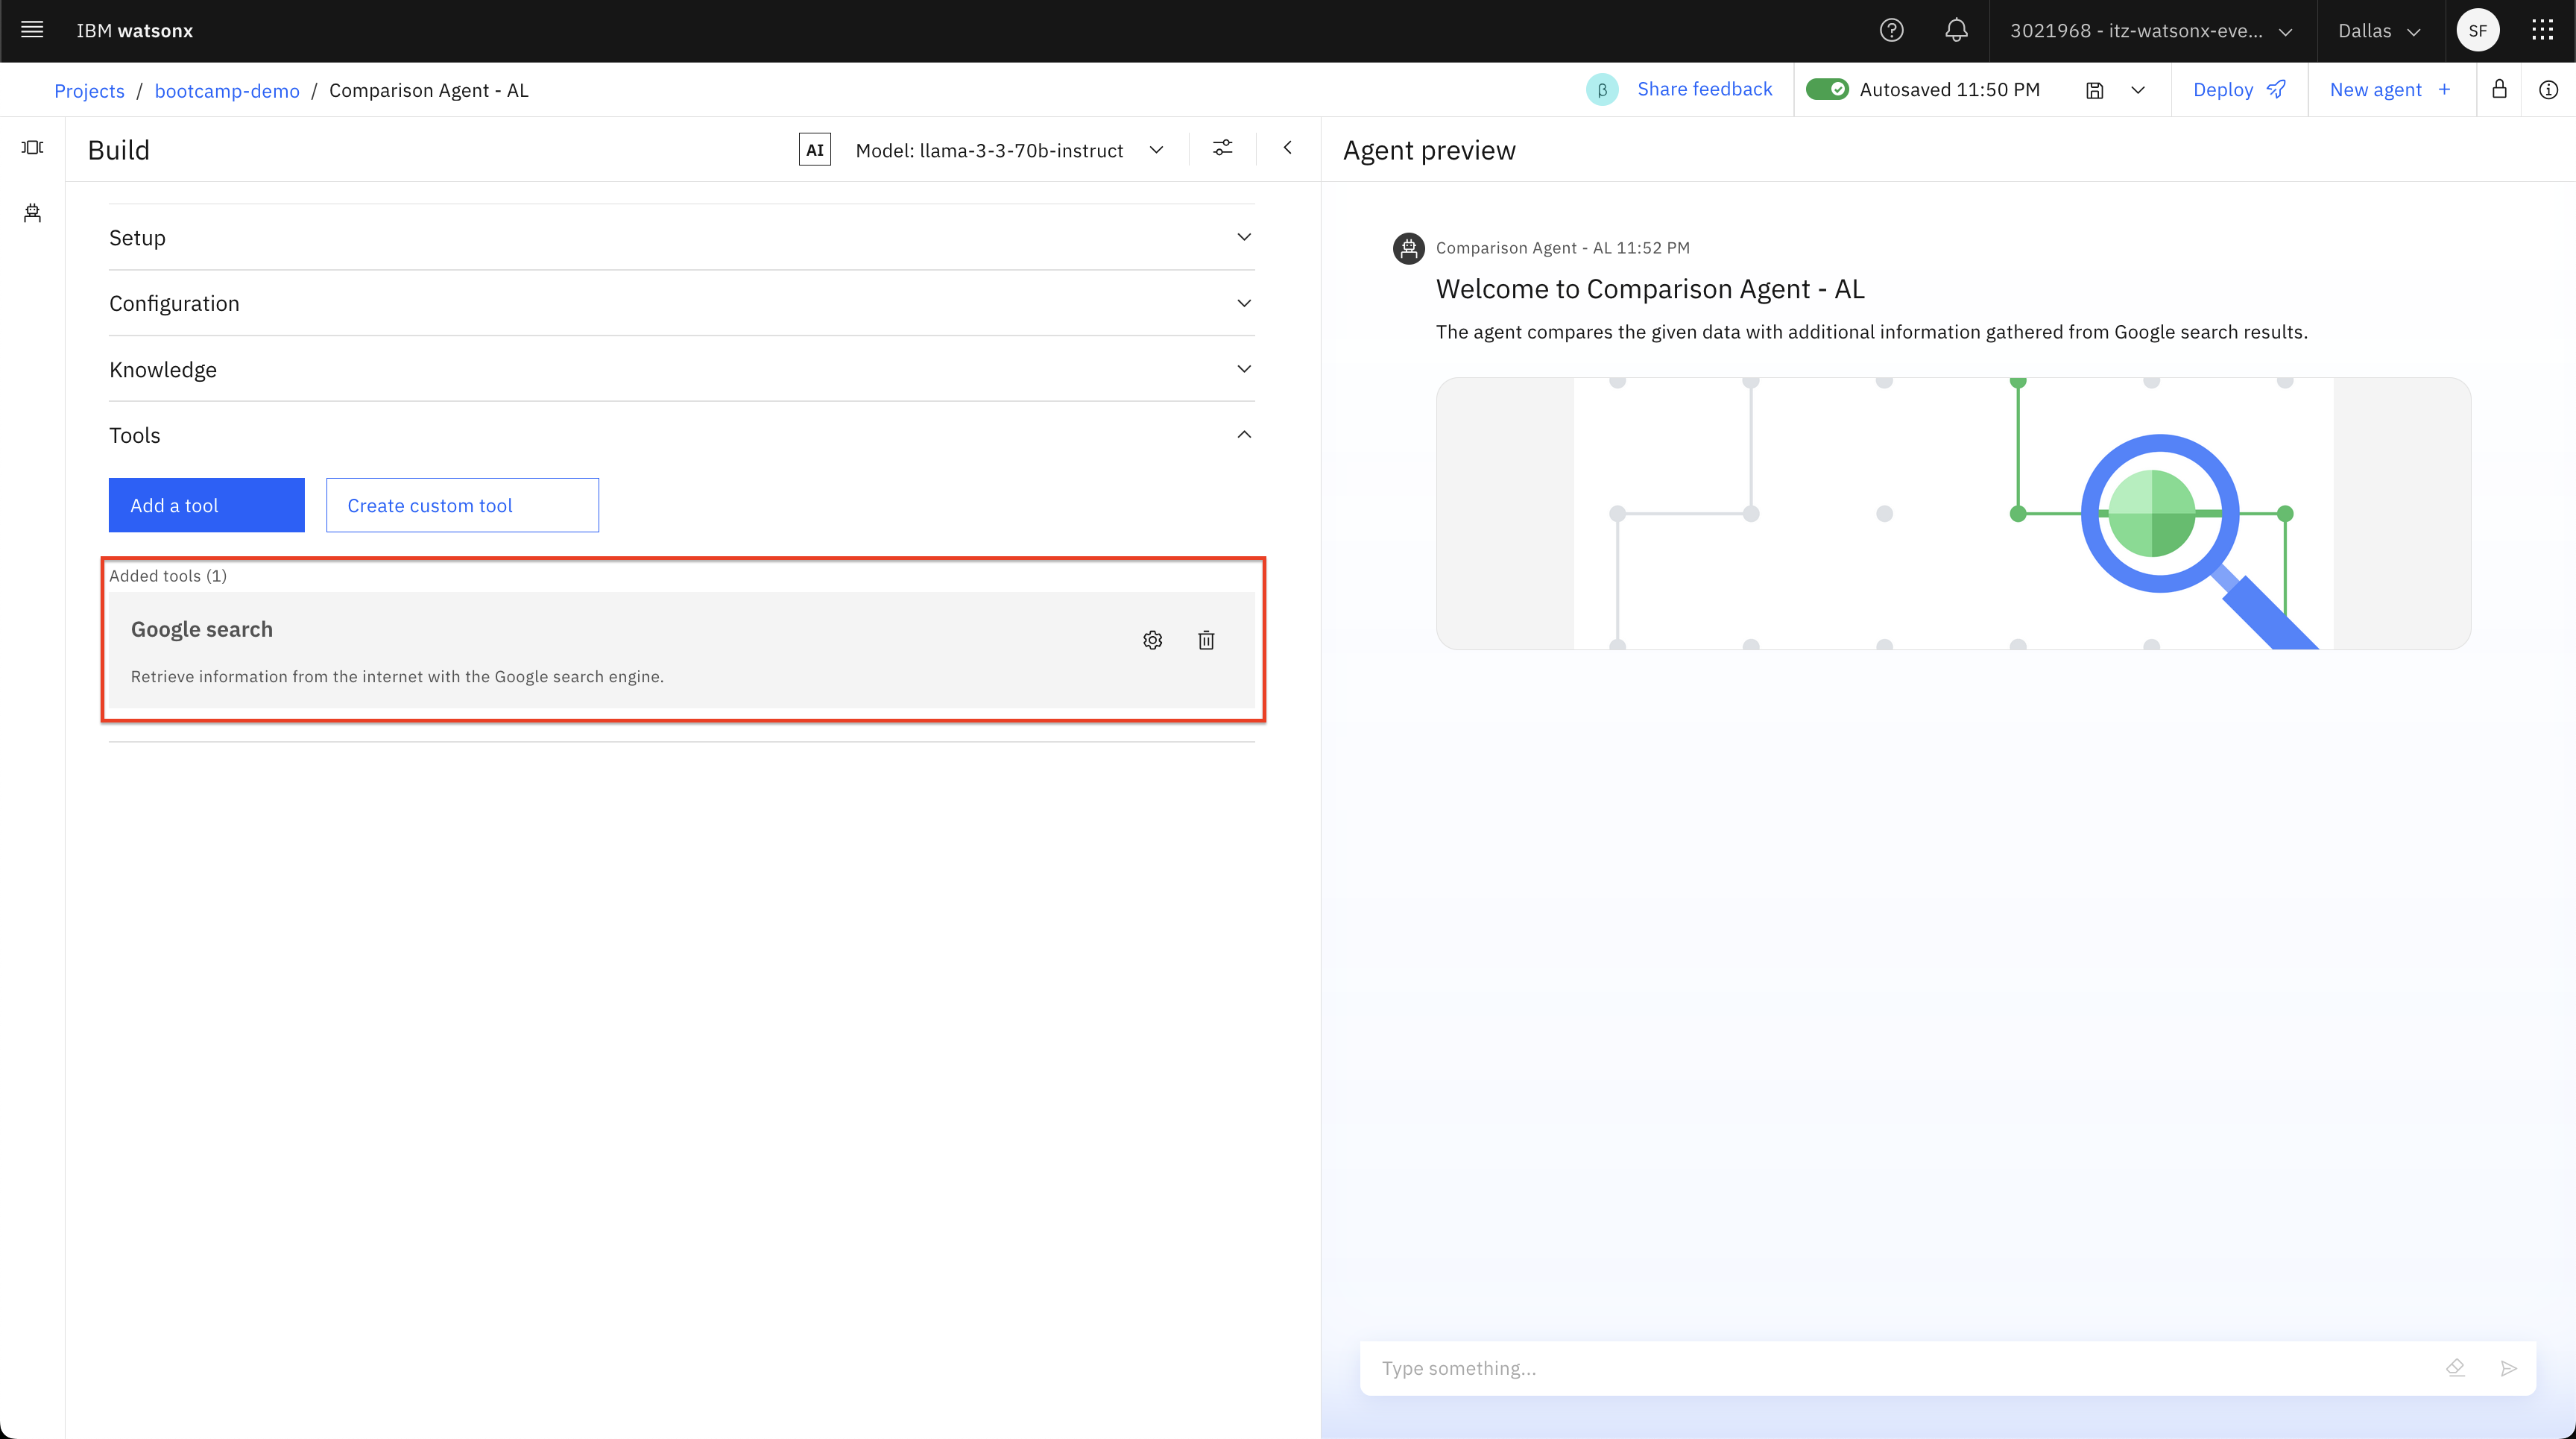 IBM watsonx
3021968 - itz-watsonx-eve...
Dallas
SF
Projects / bootcamp-demo / Comparison Agent - AL
β
Share feedback
Autosaved 11:50 PM
Deploy
New agent +
Build
AI
Model: llama-3-3-70b-instruct
Setup
Configuration
Knowledge
Tools
Add a tool
Create custom tool
Added tools (1)
Google search
Retrieve information from the internet with the Google search engine.
Agent preview
Comparison Agent - AL 11:52 PM
Welcome to Comparison Agent - AL
The agent compares the given data with additional information gathered from Google search results.
Type something...